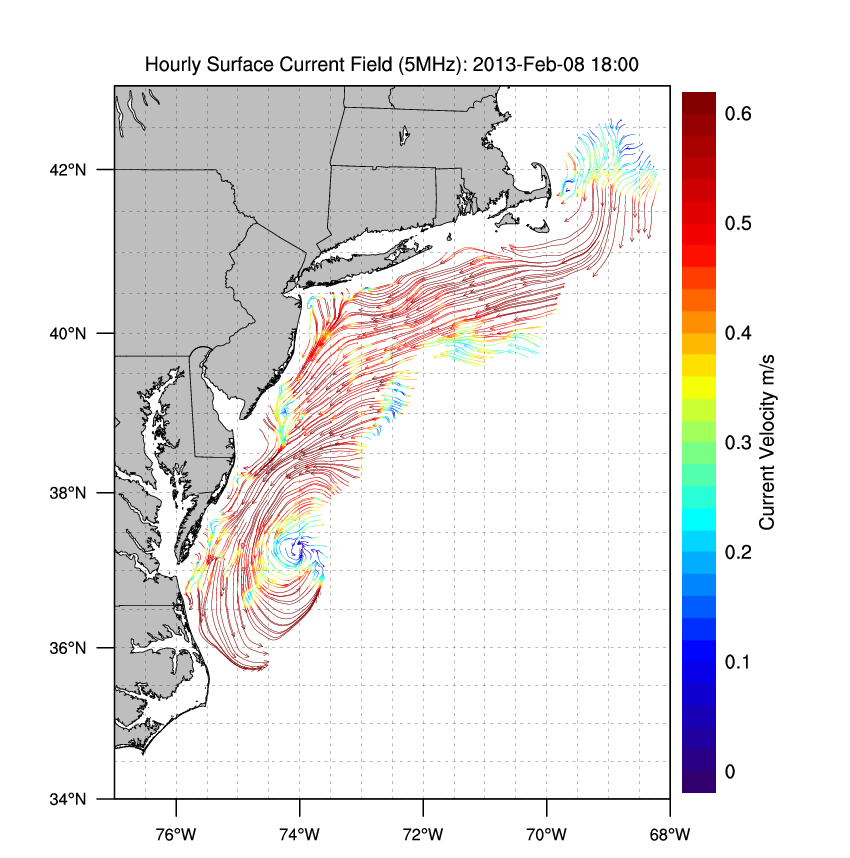 Hourly Surface Current Field (5MHz): 2013-Feb-08 18:00
42°N
40°N
38°N
36°N
34°N
76°W
74°W
72°W
70°W
68°W
0.6
0.5
0.4
0.3
0.2
0.1
0
Current Velocity m/s